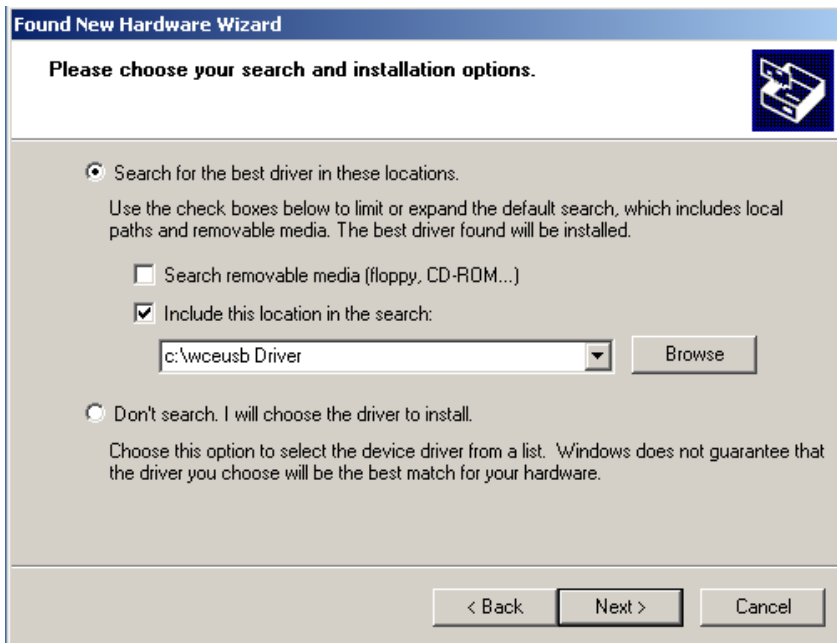 Found New Hardware Wizard
Please choose your search and installation options.
Search for the best driver in these locations.
Use the check boxes below to limit or expand the default search, which includes local
paths and removable media. The best driver found will be installed.
Search removable media (floppy, CD-ROM...)
Include this location in the search:
c:\wceusb Driver
Browse
Don't search. I will choose the driver to install.
Choose this option to select the device driver from a list. Windows does not guarantee that
the driver you choose will be the best match for your hardware.
< Back Next > Cancel